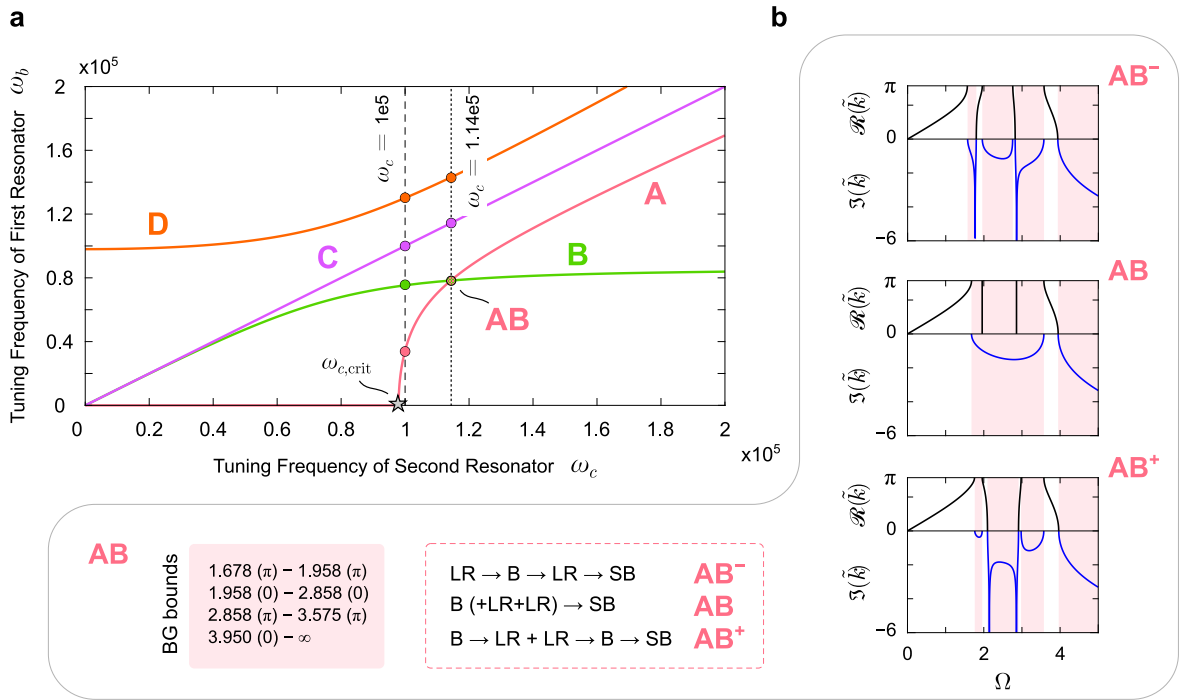 a
b
×10⁵
2
1.6
1.2
0.8
0.4
0
Tuning Frequency of First Resonator ω_b
ω_c = 1e5
ω_c = 1.14e5
D
C
A
B
AB
ω_c,crit
0
0.2
0.4
0.6
0.8
1
1.2
1.4
1.6
1.8
2
×10⁵
Tuning Frequency of Second Resonator ω_c
AB⁻
π
ℛ(k̃)
0
ℑ(k̃)
−6
AB
π
ℛ(k̃)
0
ℑ(k̃)
−6
AB⁺
π
ℛ(k̃)
0
ℑ(k̃)
−6
0
2
4
Ω
AB
BG bounds
1.678 (π) − 1.958 (π)
1.958 (0) − 2.858 (0)
2.858 (π) − 3.575 (π)
3.950 (0) − ∞
LR → B → LR → SB AB⁻
B (+LR+LR) → SB AB
B → LR + LR → B → SB AB⁺